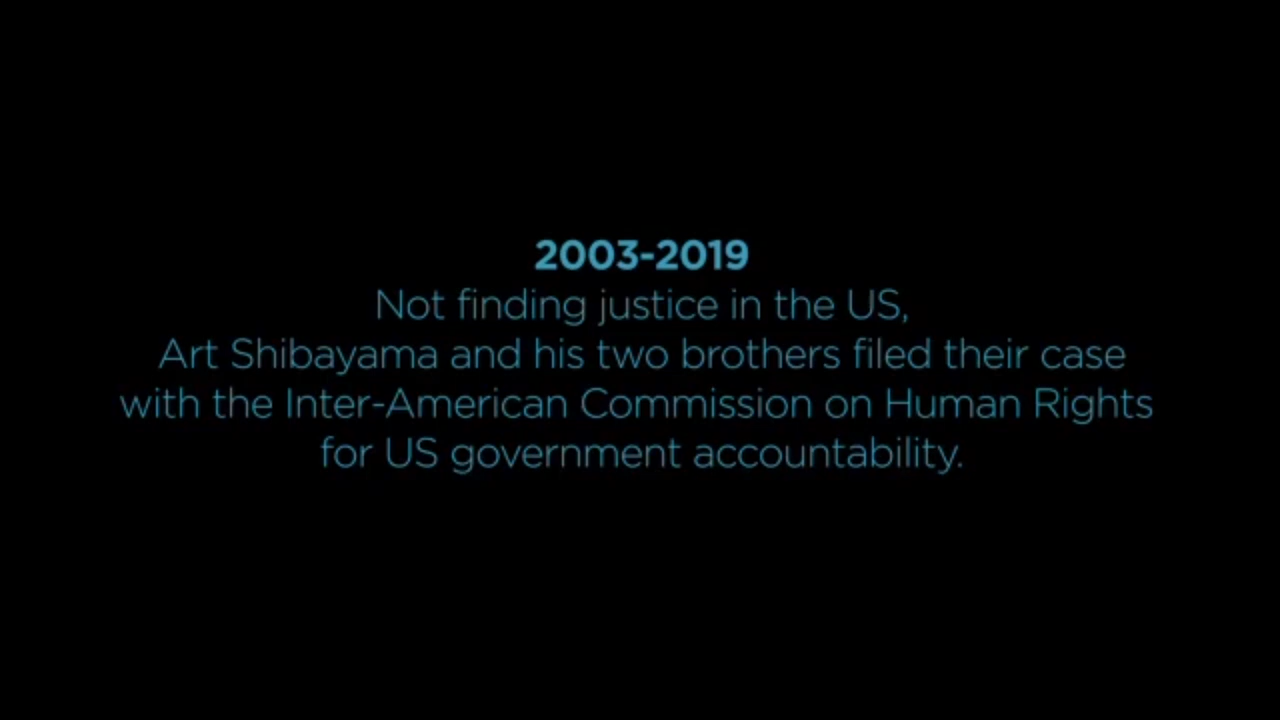 2003-2019
Not finding justice in the US,
Art Shibayama and his two brothers filed their case
with the Inter-American Commission on Human Rights
for US government accountability.